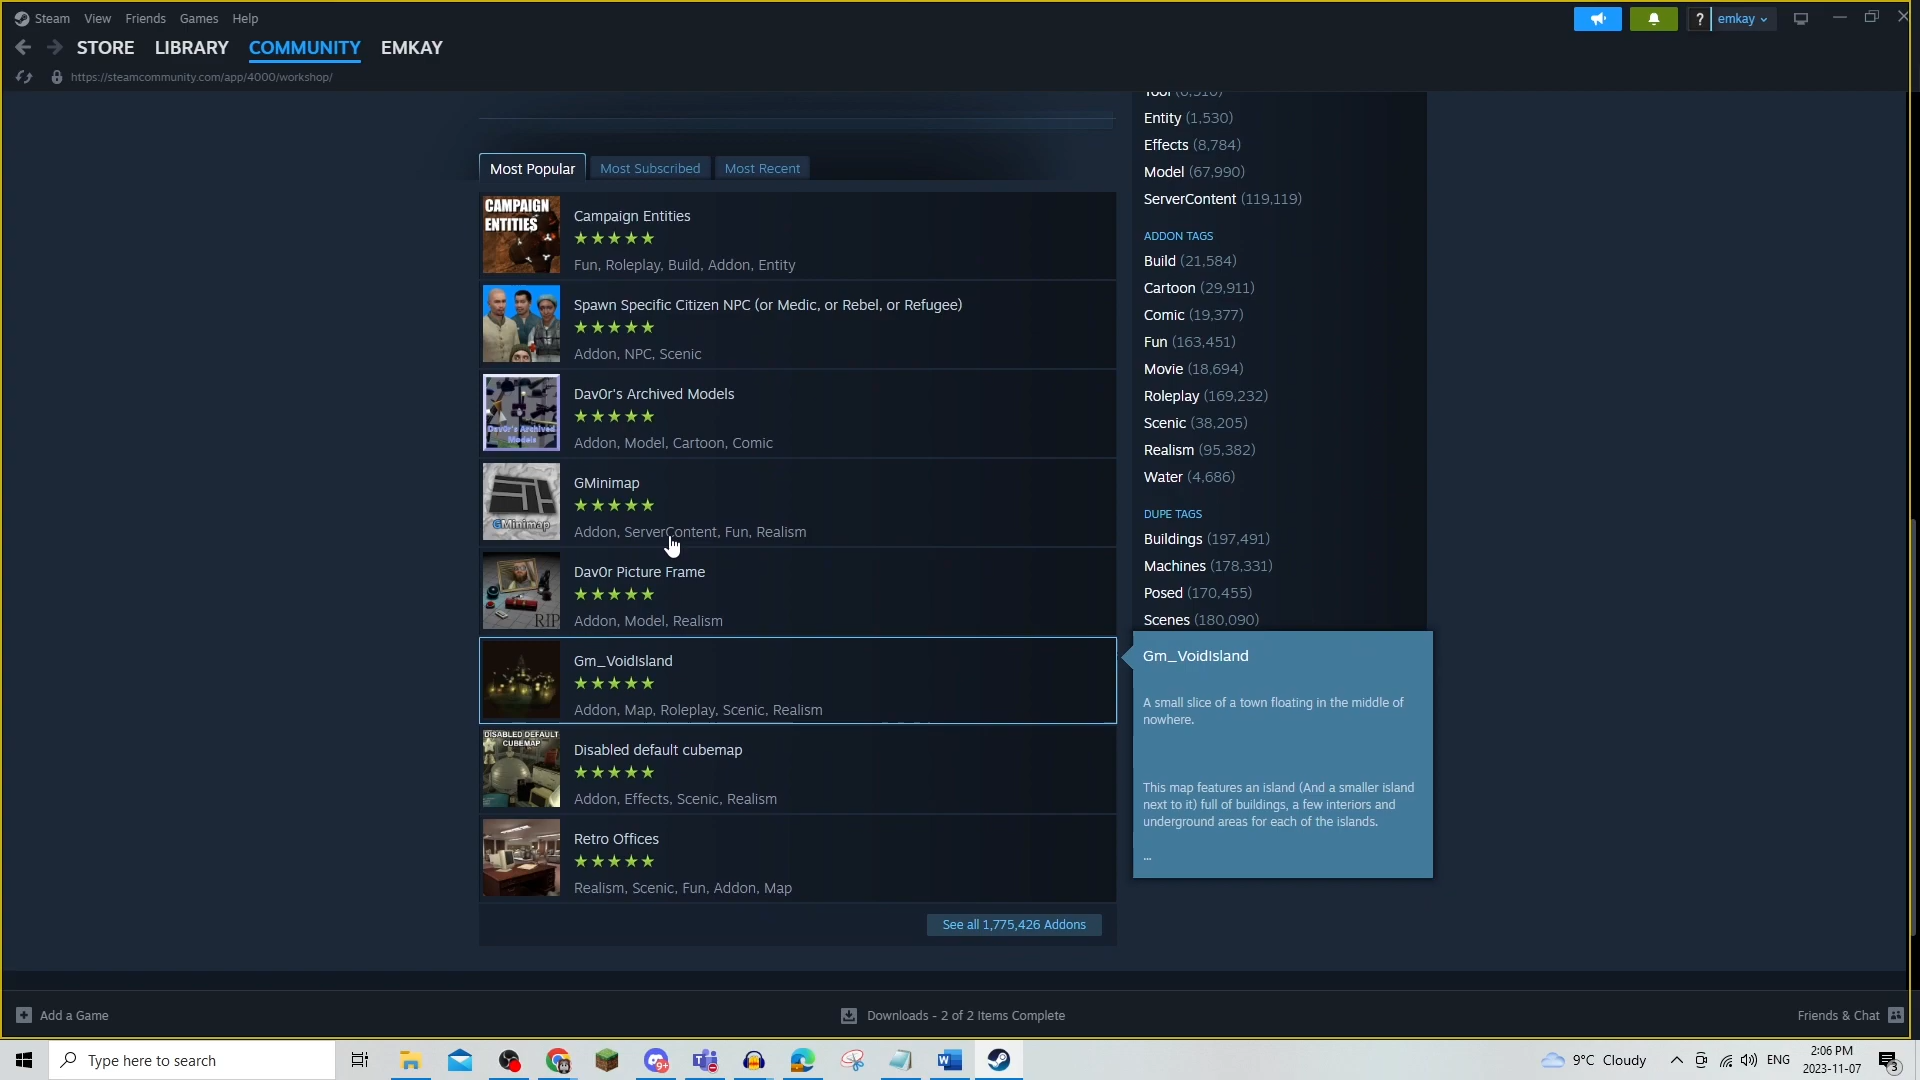 Steam View Friends Games Help
? emkay
STORE LIBRARY COMMUNITY EMKAY
https://steamcommunity.com/app/4000/workshop/
Entity (1,530)
Effects (8,784)
Model (67,990)
ServerContent (119,119)
ADDON TAGS
Build (21,584)
Cartoon (29,911)
Comic (19,377)
Fun (163,451)
Movie (18,694)
Roleplay (169,232)
Scenic (38,205)
Realism (95,382)
Water (4,686)
DUPE TAGS
Buildings (197,491)
Machines (178,331)
Posed (170,455)
Scenes (180,090)
Most Popular Most Subscribed Most Recent
CAMPAIGN
ENTITIES
Campaign Entities
Fun, Roleplay, Build, Addon, Entity
Spawn Specific Citizen NPC (or Medic, or Rebel, or Refugee)
Addon, NPC, Scenic
Dav0r's Archived
Models
Dav0r's Archived Models
Addon, Model, Cartoon, Comic
GMinimap
GMinimap
Addon, ServerContent, Fun, Realism
RIP
Dav0r Picture Frame
Addon, Model, Realism
Gm_VoidIsland
Addon, Map, Roleplay, Scenic, Realism
DISABLED DEFAULT
CUBEMAP
Disabled default cubemap
Addon, Effects, Scenic, Realism
Retro Offices
Realism, Scenic, Fun, Addon, Map
See all 1,775,426 Addons
Gm_VoidIsland
A small slice of a town floating in the middle of
nowhere.
This map features an island (And a smaller island
next to it) full of buildings, a few interiors and
underground areas for each of the islands.
...
Add a Game
Downloads - 2 of 2 Items Complete
Friends & Chat
Type here to search
9+
9°C Cloudy
ENG
2:06 PM
2023-11-07
3